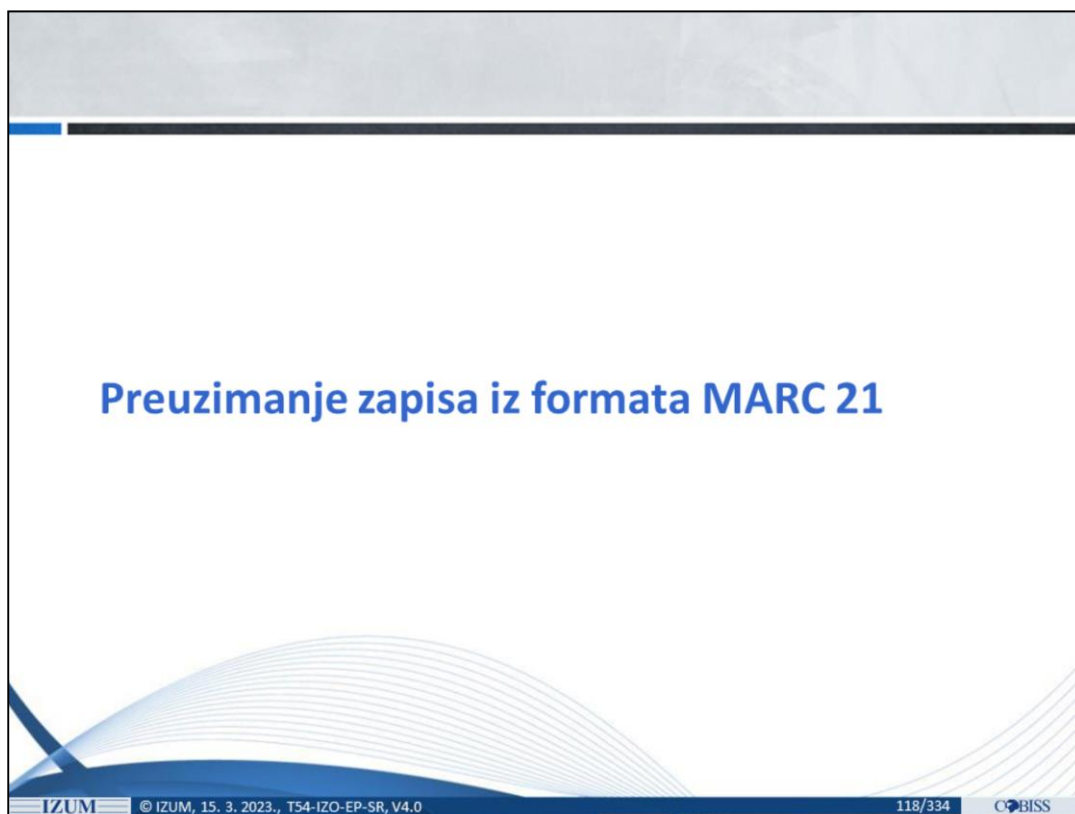 Preuzimanje zapisa iz formata MARC 21
IZUM © IZUM, 15. 3. 2023., T54-IZO-EP-SR, V4.0 118/334 COBISS